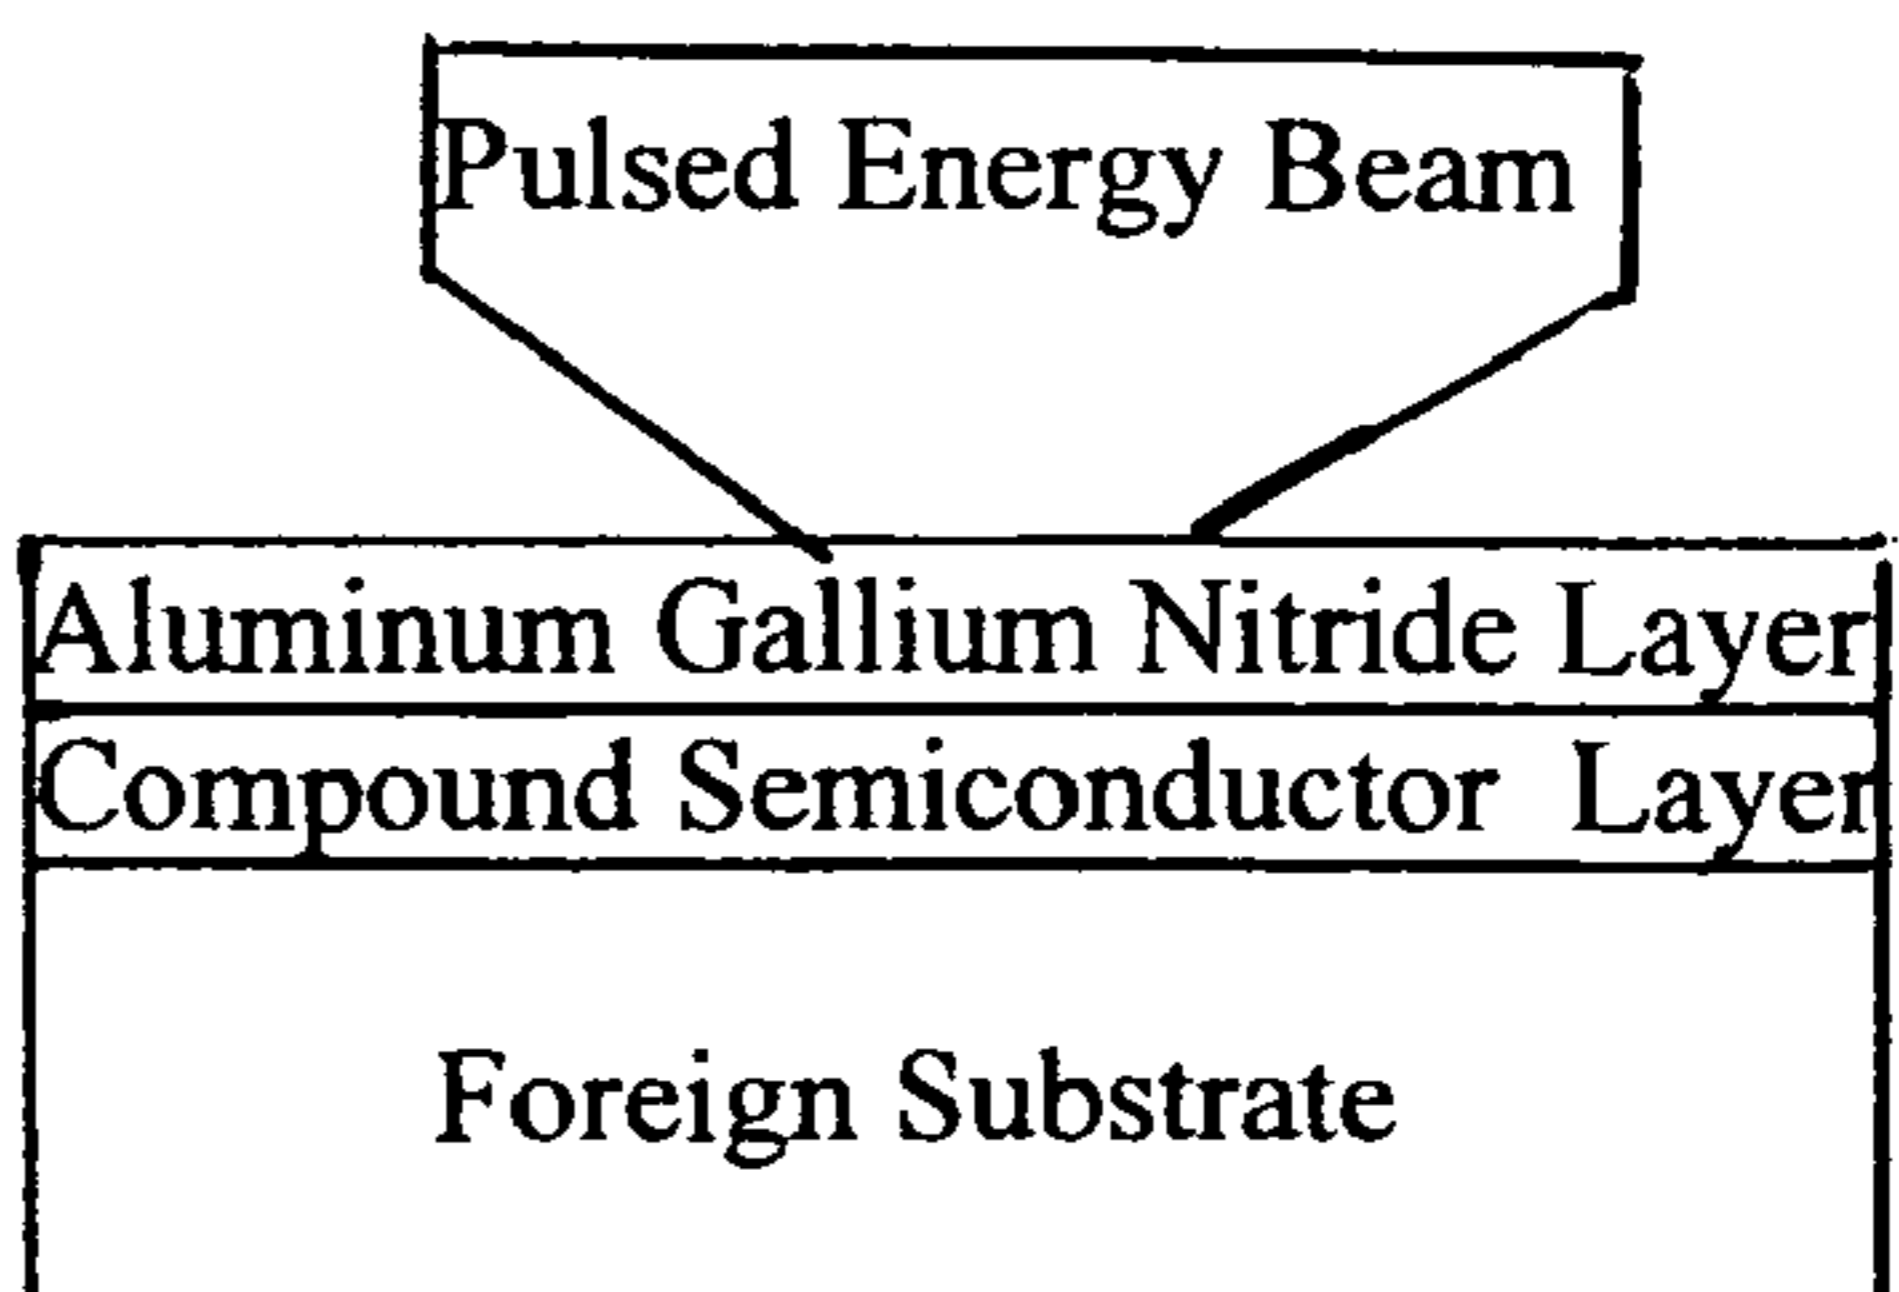 Pulsed Energy Beam
Aluminum Gallium Nitride Layer
Compound Semiconductor Layer
Foreign Substrate